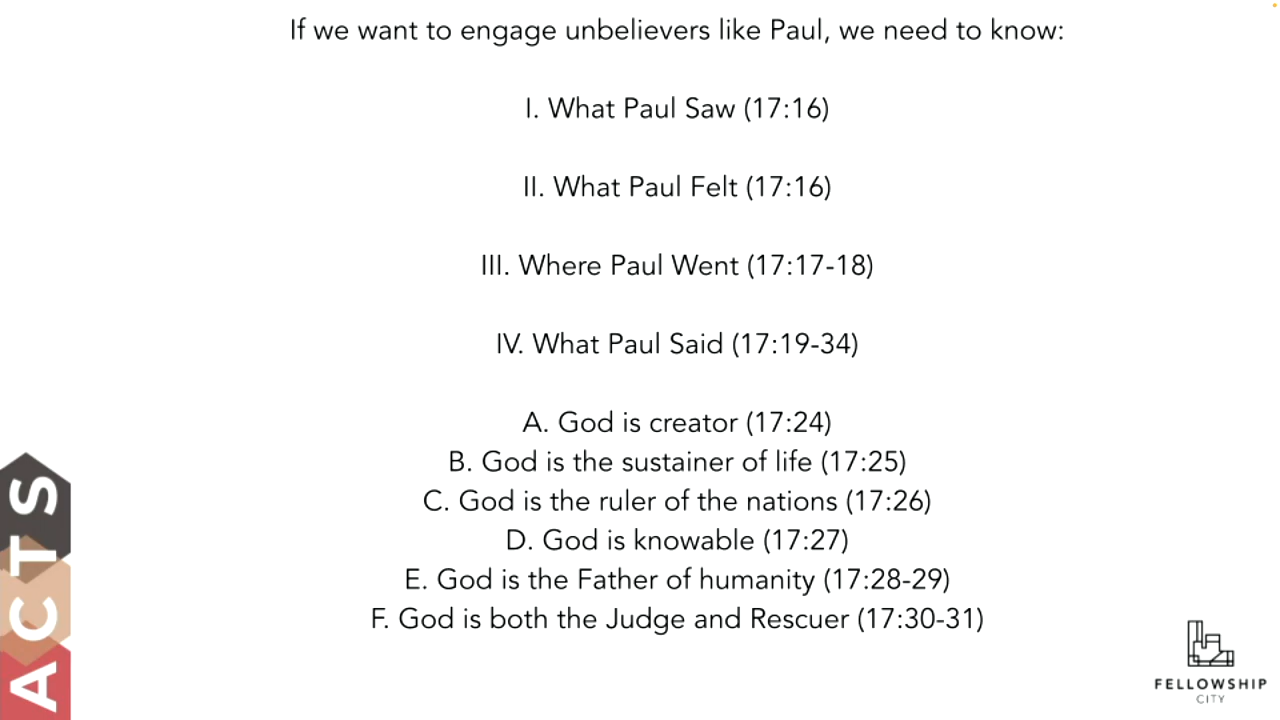 If we want to engage unbelievers like Paul, we need to know:
I. What Paul Saw (17:16)
II. What Paul Felt (17:16)
III. Where Paul Went (17:17-18)
IV. What Paul Said (17:19-34)
A. God is creator (17:24)
B. God is the sustainer of life (17:25)
C. God is the ruler of the nations (17:26)
D. God is knowable (17:27)
E. God is the Father of humanity (17:28-29)
F. God is both the Judge and Rescuer (17:30-31)
ACTS
FELLOWSHIP
CITY